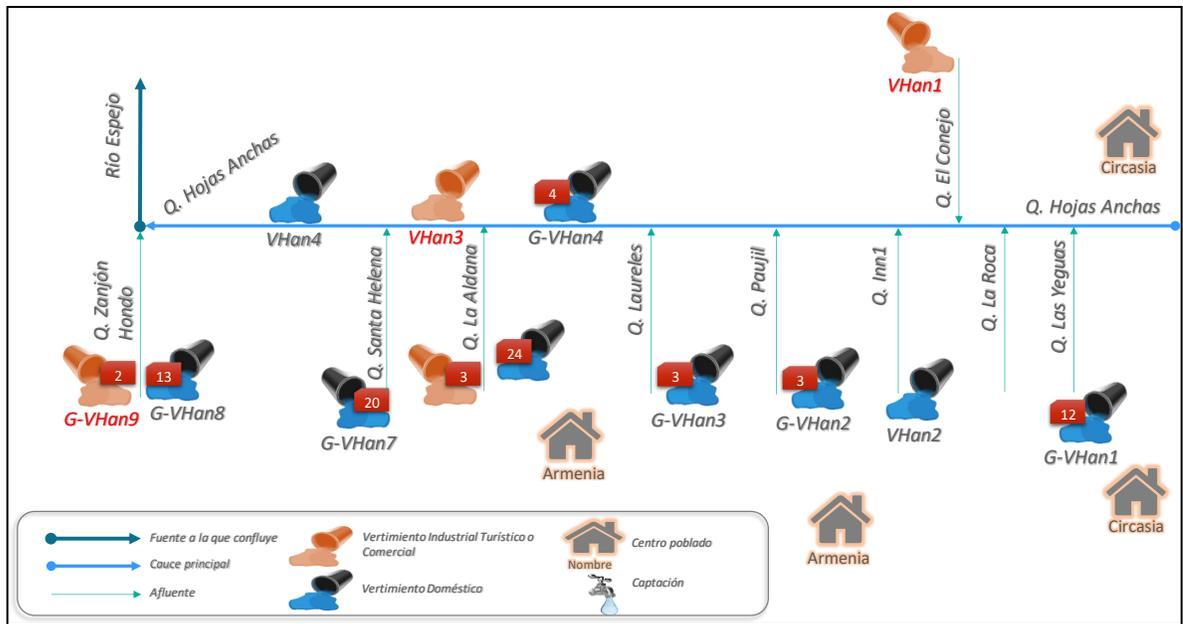 VHan1
Río Espejo
Q. Hojas Anchas
Q. El Conejo
Circasia
Q. Hojas Anchas
VHan4
VHan3
4
G-VHan4
Q. Zanjón
Hondo
Q. Santa Helena
Q. La Aldana
Q. Laureles
Q. Paujil
Q. Inn1
Q. La Roca
Q. Las Yeguas
2
G-VHan9
13
G-VHan8
20
G-VHan7
3
24
3
G-VHan3
3
G-VHan2
VHan2
12
G-VHan1
Armenia
Armenia
Circasia
Fuente a la que confluye
Cauce principal
Afluente
Vertimiento Industrial Turístico o
Comercial
Vertimiento Doméstico
Nombre
Centro poblado
Captación